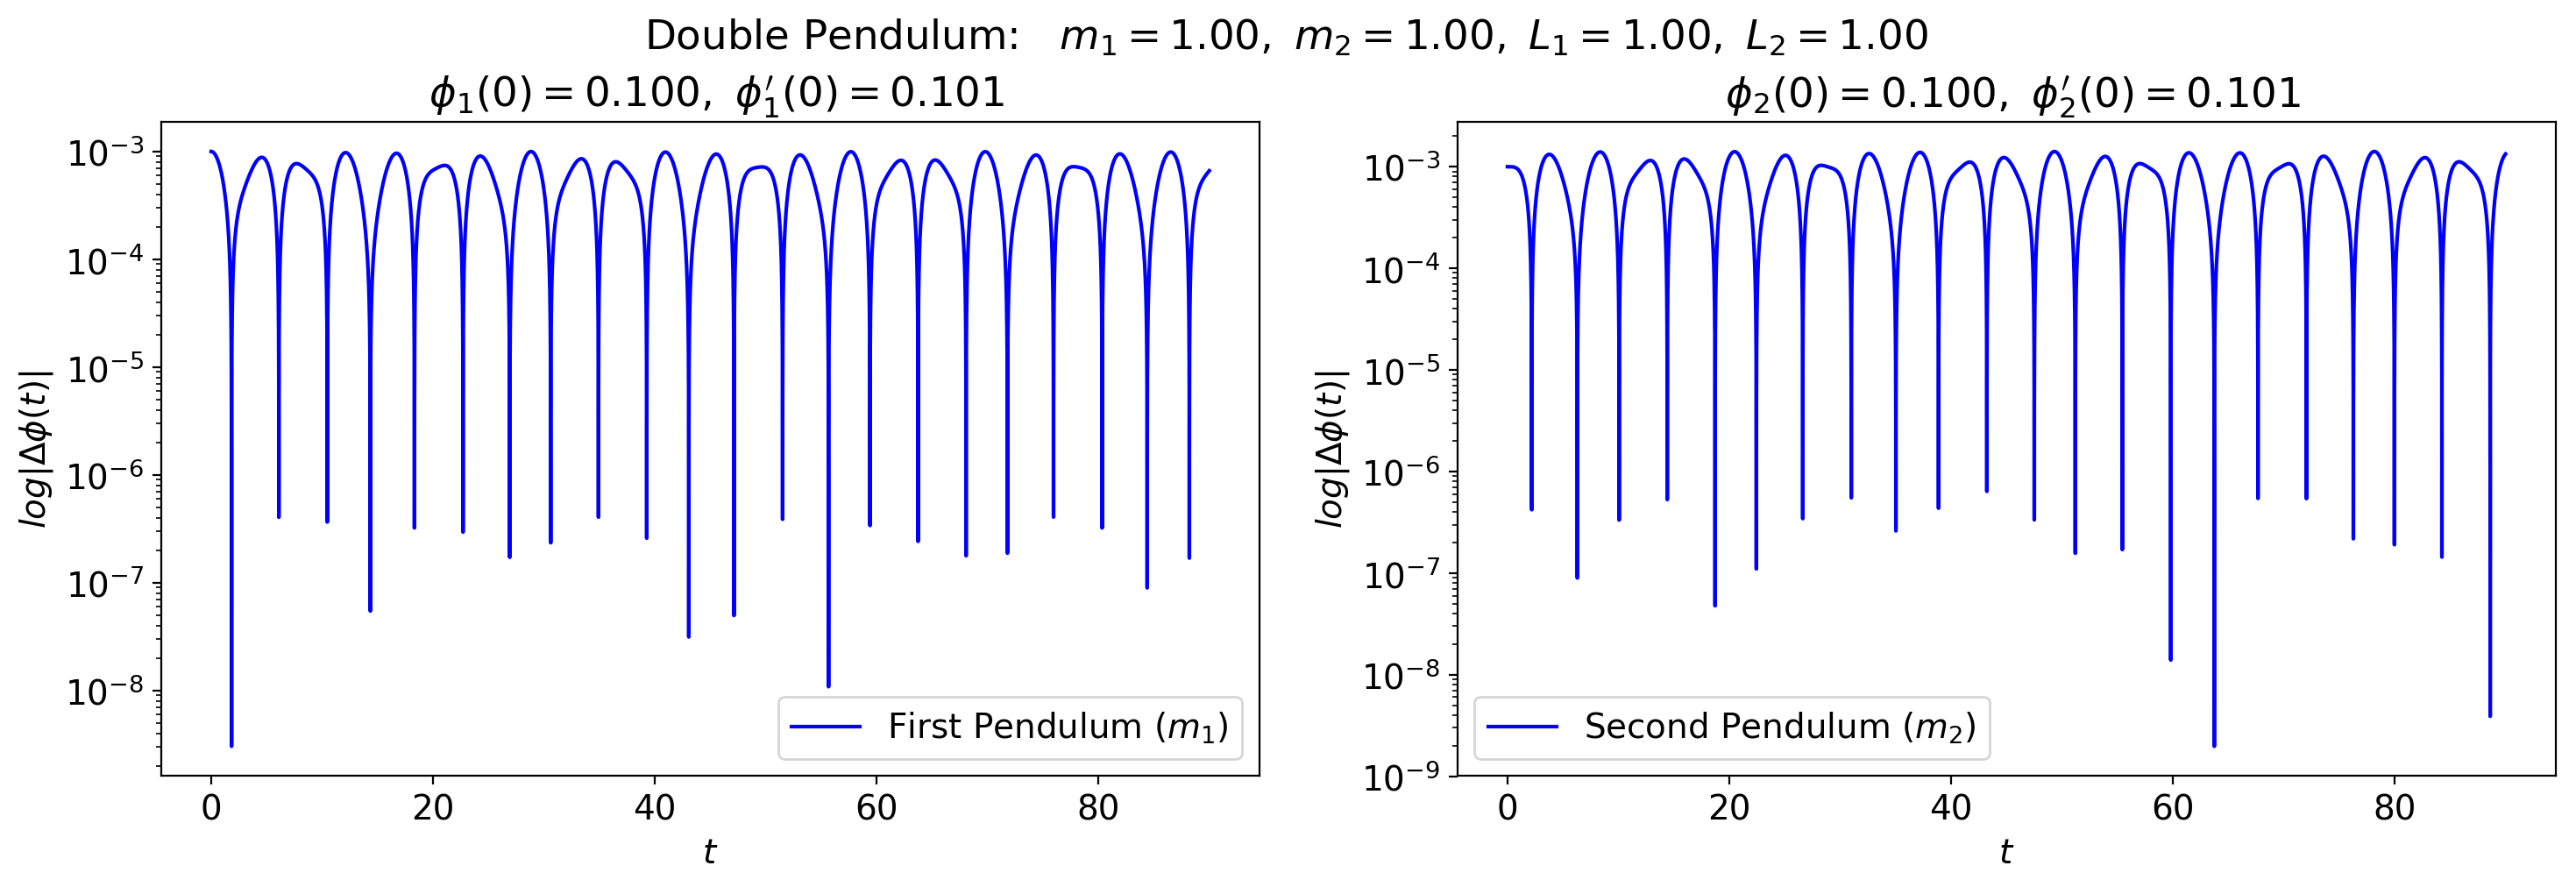 Double Pendulum: m₁ = 1.00, m₂ = 1.00, L₁ = 1.00, L₂ = 1.00
ϕ₁(0) = 0.100, ϕ′₁(0) = 0.101
10⁻³
10⁻⁴
10⁻⁵
10⁻⁶
10⁻⁷
10⁻⁸
log|Δϕ(t)|
First Pendulum (m₁)
0 20 40 60 80
t
ϕ₂(0) = 0.100, ϕ′₂(0) = 0.101
10⁻³
10⁻⁴
10⁻⁵
10⁻⁶
10⁻⁷
10⁻⁸
10⁻⁹
log|Δϕ(t)|
Second Pendulum (m₂)
0 20 40 60 80
t